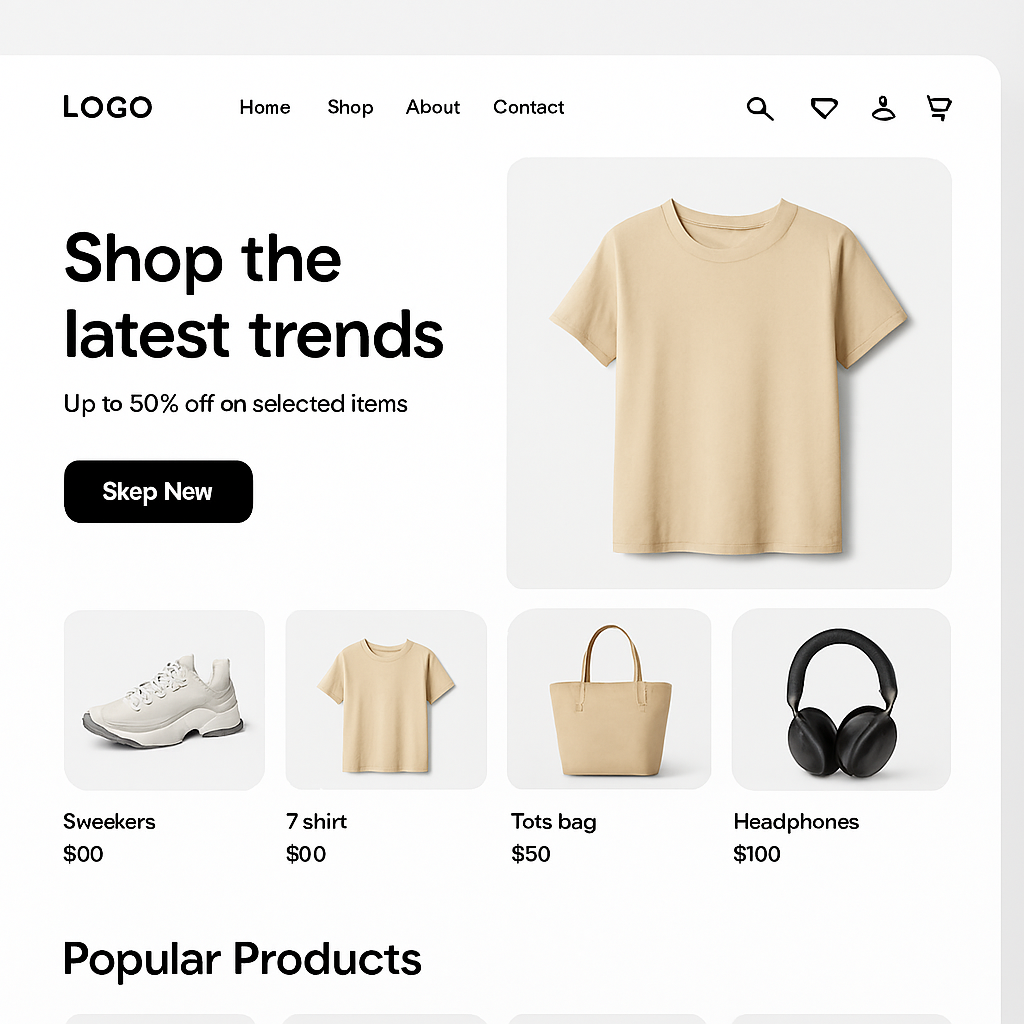 LOGO
Home Shop About Contact
Shop the
latest trends
Up to 50% off on selected items
Skep New
Sweekers
$00
7 shirt
$00
Tots bag
$50
Headphones
$100
Popular Products